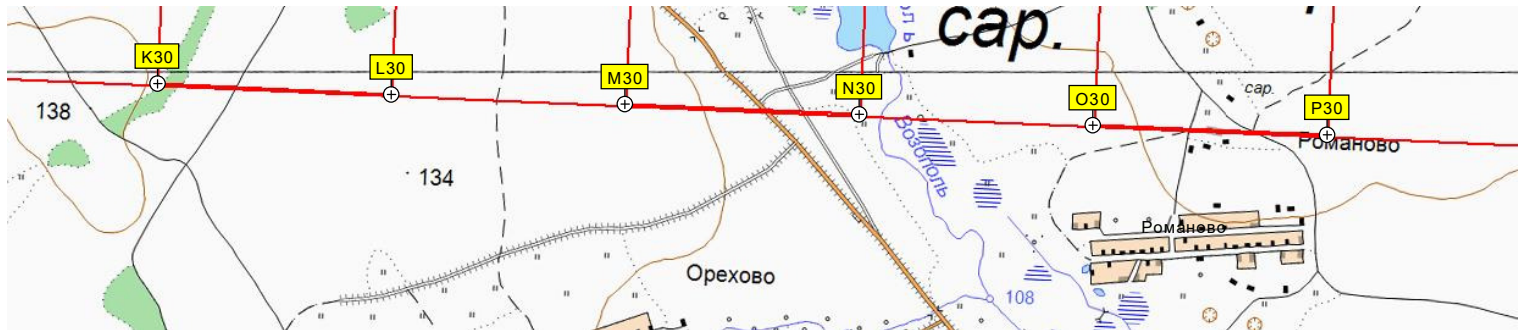 сар.
K30
L30
M30
N30
O30
P30
сар.
138
134
Возополь
Романово
Романово
Орехово
108